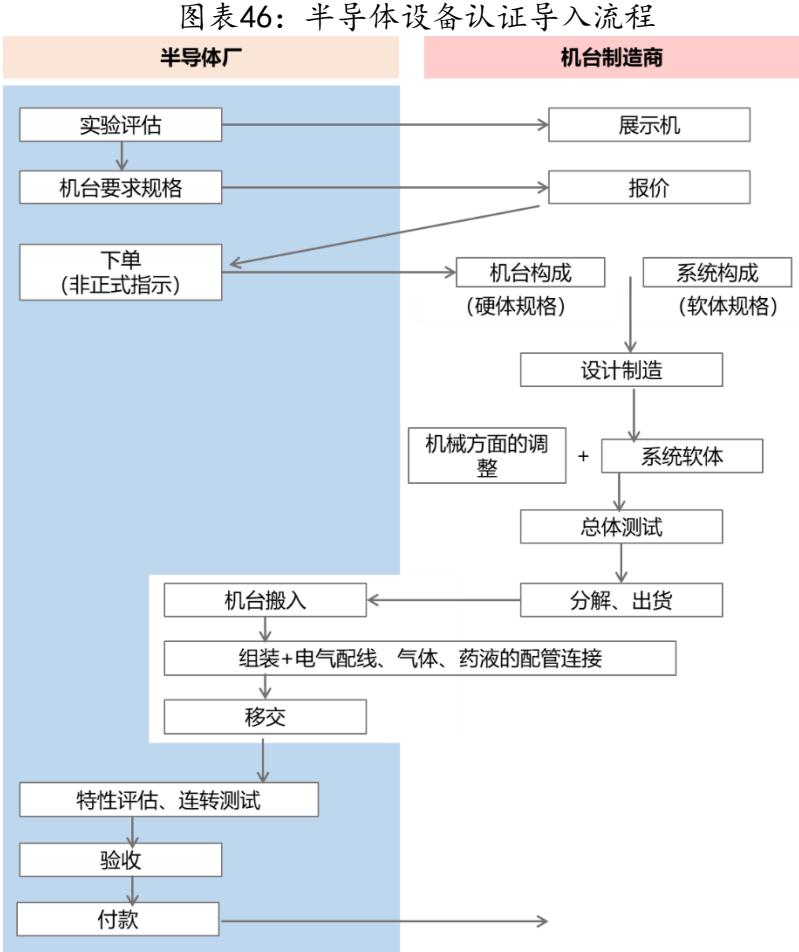 图表46：半导体设备认证导入流程
半导体厂
机台制造商
实验评估
展示机
机台要求规格
报价
下单
（非正式指示）
机台构成
系统构成
（硬体规格）
（软体规格）
设计制造
机械方面的调
整
+
系统软体
总体测试
机台搬入
分解、出货
组装+电气配线、气体、药液的配管连接
移交
特性评估、连转测试
验收
付款